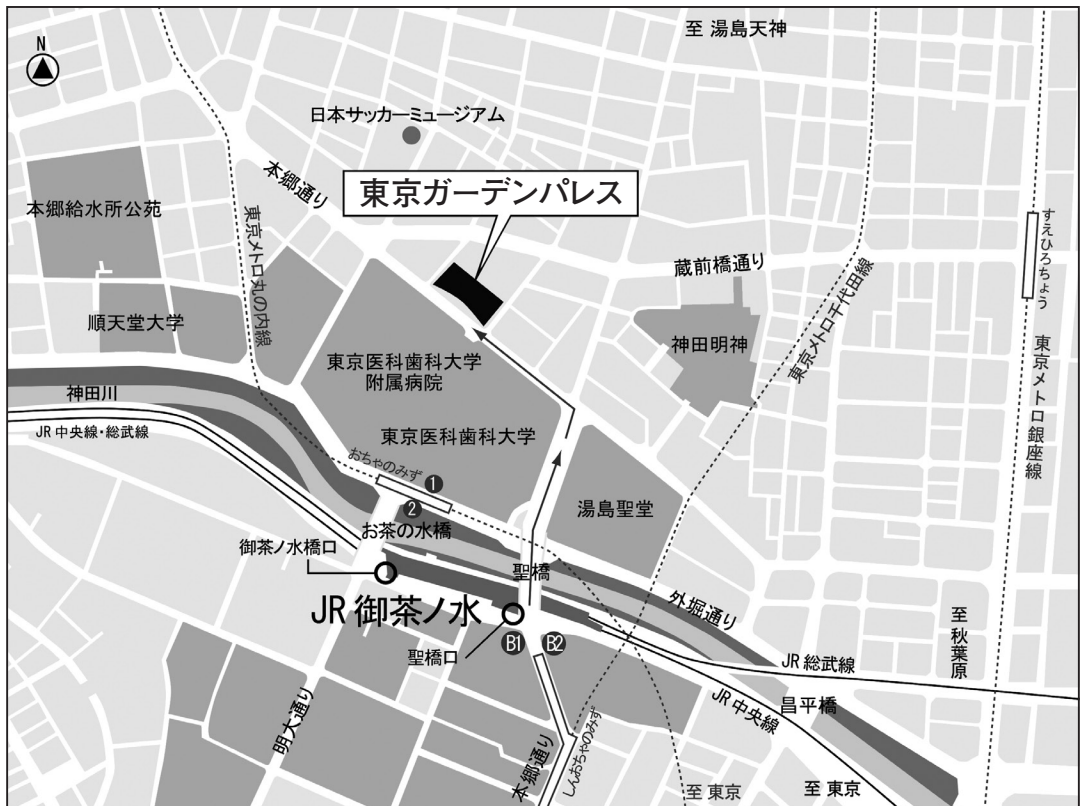 至 湯島天神
N
日本サッカーミュージアム
本郷通り
東京ガーデンパレス
本郷給水所公苑
東京メトロ丸の内線
すえひろちょう
蔵前橋通り
東京メトロ千代田線
順天堂大学
神田明神
東京医科歯科大学
附属病院
東京メトロ銀座線
神田川
JR 中央線・総武線
東京医科歯科大学
おちゃのみず
1
2
湯島聖堂
お茶の水橋
御茶ノ水橋口
聖橋
JR 御茶ノ水
外堀通り
至 秋葉原
B1
B2
聖橋口
JR 総武線
JR 中央線
昌平橋
明大通り
本郷通り
しんおちゃのみず
至 東京
至 東京